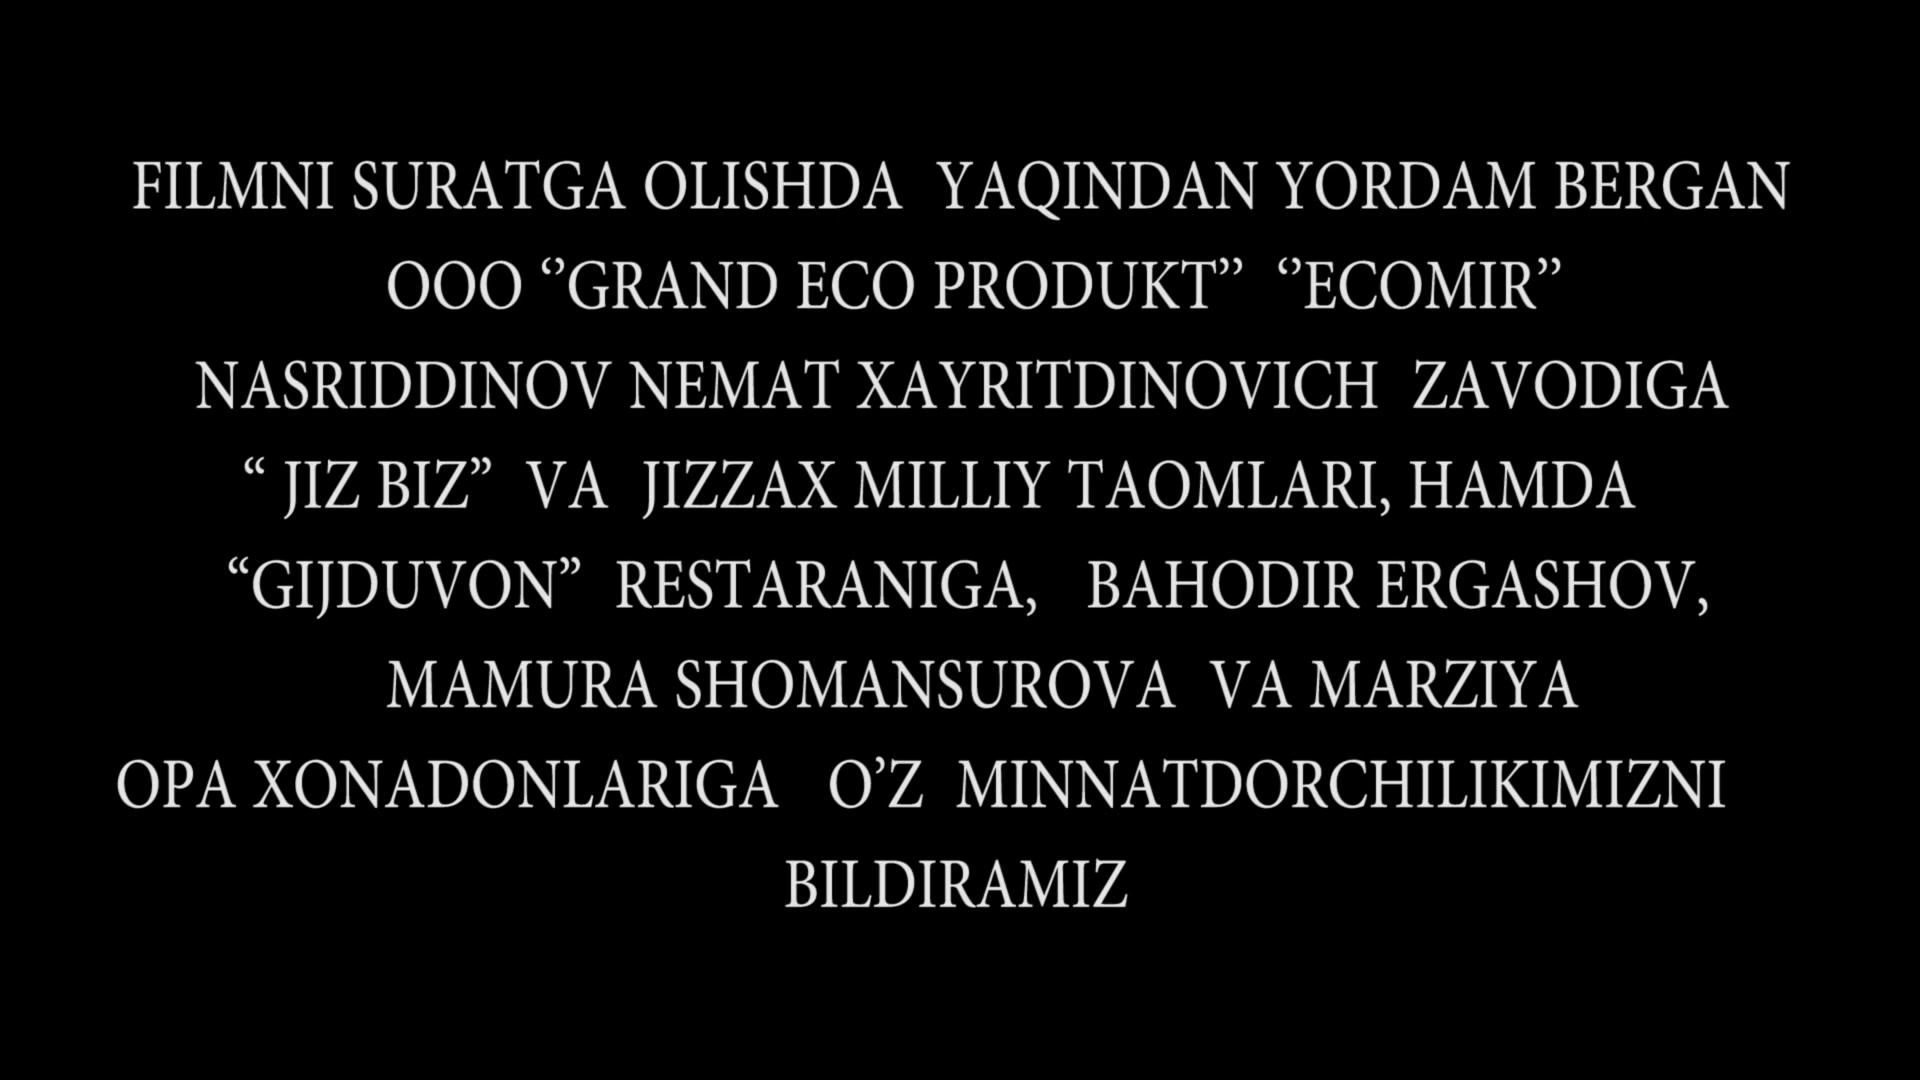 FILMNI SURATGA OLISHDA YAQINDAN YORDAM BERGAN
OOO ‘’GRAND ECO PRODUKT’’ ‘’ECOMIR’’
NASRIDDINOV NEMAT XAYRITDINOVICH ZAVODIGA
“ JIZ BIZ” VA JIZZAX MILLIY TAOMLARI, HAMDA
“GIJDUVON” RESTARANIGA, BAHODIR ERGASHOV,
MAMURA SHOMANSUROVA VA MARZIYA
OPA XONADONLARIGA O’Z MINNATDORCHILIKIMIZNI
BILDIRAMIZ